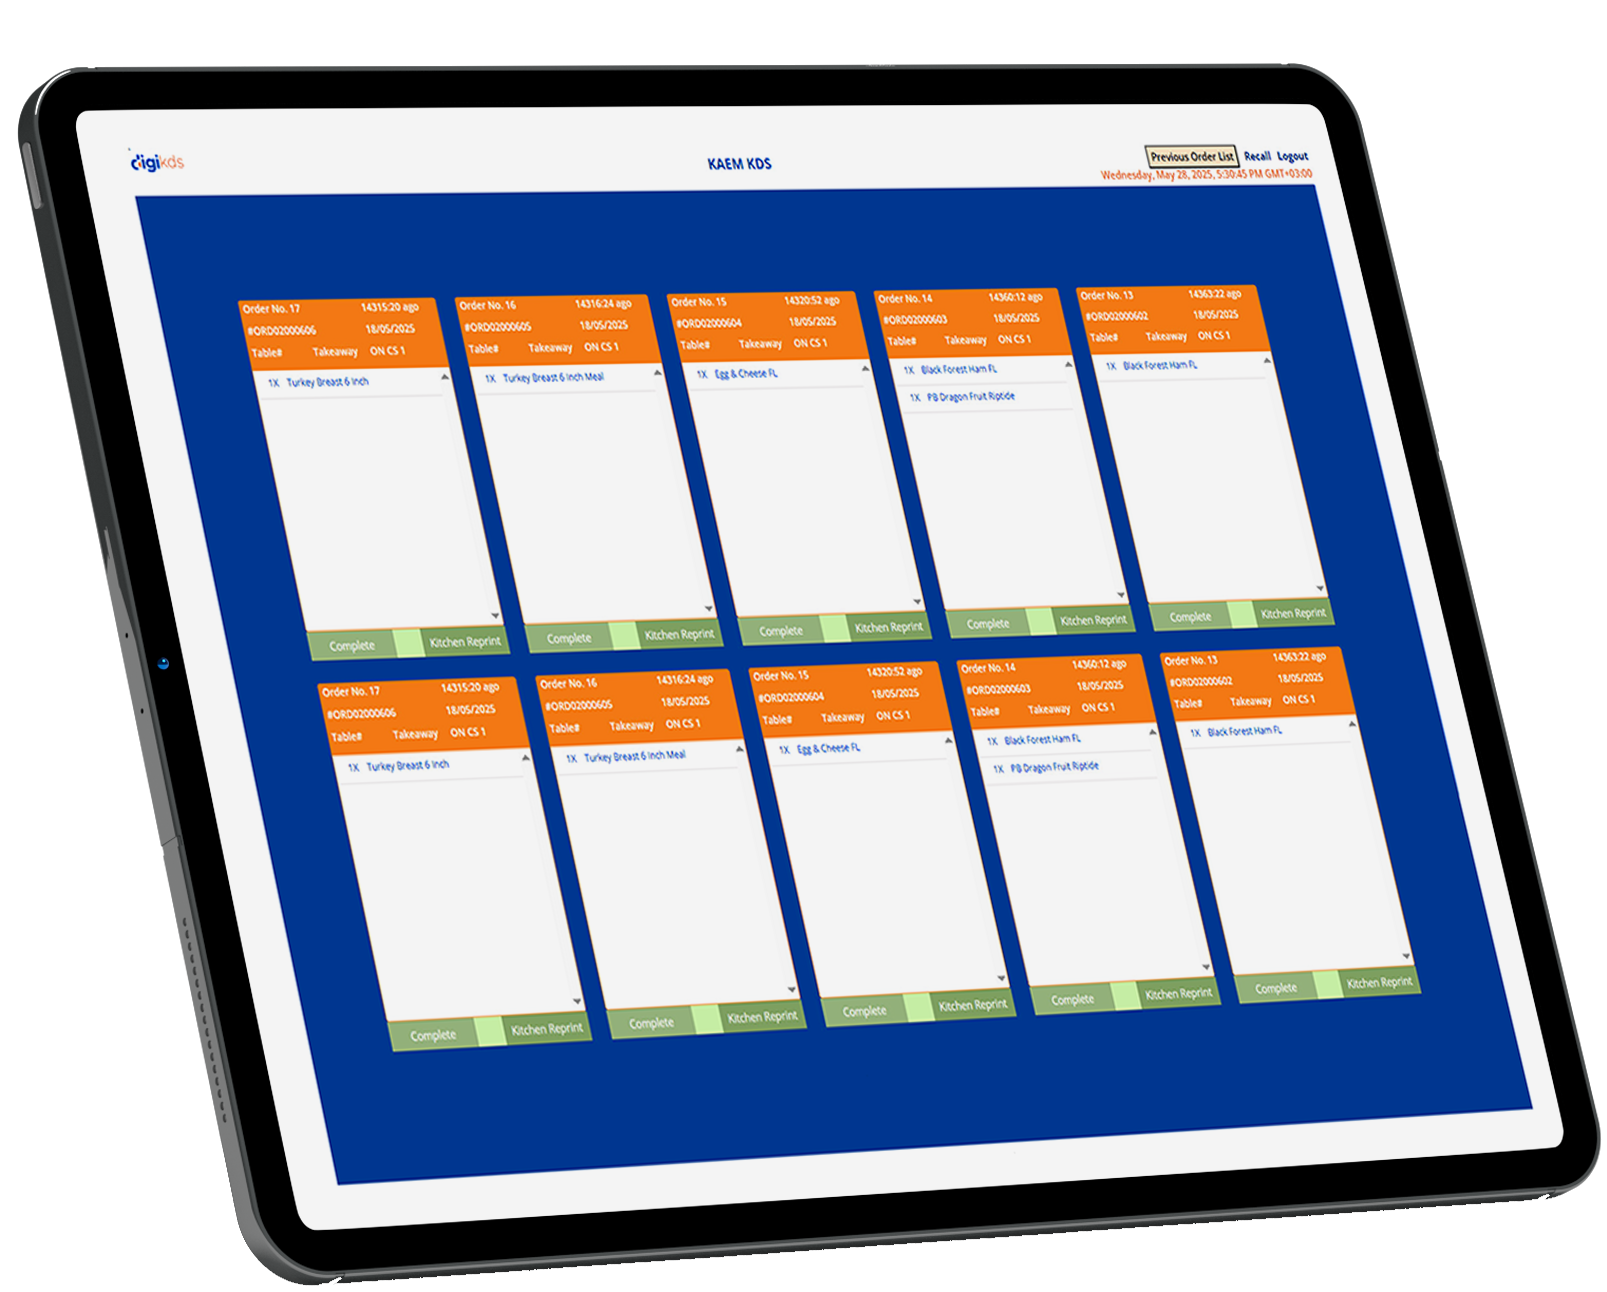 digikds
KAEM KDS
Previous Order List Recall Logout
Wednesday, May 28, 2025, 5:30:45 PM GMT+03:00
Order No. 17 14315:20 ago
#ORD02000606 18/05/2025
Table# Takeaway ON CS 1
1X Turkey Breast 6 Inch
Complete Kitchen Reprint
Order No. 16 14316:24 ago
#ORD02000605 18/05/2025
Table# Takeaway ON CS 1
1X Turkey Breast 6 Inch Meal
Complete Kitchen Reprint
Order No. 15 14320:52 ago
#ORD02000604 18/05/2025
Table# Takeaway ON CS 1
1X Egg & Cheese FL
Complete Kitchen Reprint
Order No. 14 14360:12 ago
#ORD02000603 18/05/2025
Table# Takeaway ON CS 1
1X Black Forest Ham FL
1X PB Dragon Fruit Riptide
Complete Kitchen Reprint
Order No. 13 14363:22 ago
#ORD02000602 18/05/2025
Table# Takeaway ON CS 1
1X Black Forest Ham FL
Complete Kitchen Reprint
Order No. 17 14315:20 ago
#ORD02000606 18/05/2025
Table# Takeaway ON CS 1
1X Turkey Breast 6 Inch
Complete Kitchen Reprint
Order No. 16 14316:24 ago
#ORD02000605 18/05/2025
Table# Takeaway ON CS 1
1X Turkey Breast 6 Inch Meal
Complete Kitchen Reprint
Order No. 15 14320:52 ago
#ORD02000604 18/05/2025
Table# Takeaway ON CS 1
1X Egg & Cheese FL
Complete Kitchen Reprint
Order No. 14 14360:12 ago
#ORD02000603 18/05/2025
Table# Takeaway ON CS 1
1X Black Forest Ham FL
1X PB Dragon Fruit Riptide
Complete Kitchen Reprint
Order No. 13 14363:22 ago
#ORD02000602 18/05/2025
Table# Takeaway ON CS 1
1X Black Forest Ham FL
Complete Kitchen Reprint